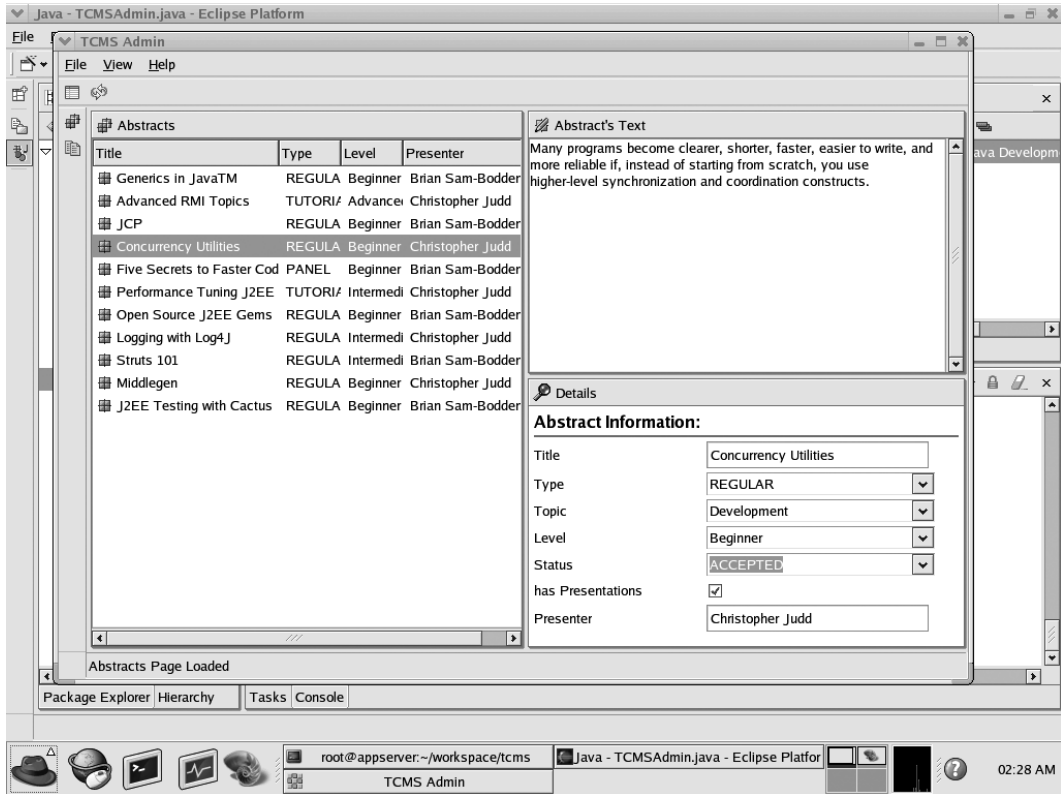 Java - TCMSAdmin.java - Eclipse Platform
File
TCMS Admin
File View Help
Abstracts
Title Type Level Presenter
Generics in JavaTM REGULA Beginner Brian Sam-Bodder
Advanced RMI Topics TUTORIA Advanced Christopher Judd
JCP REGULA Beginner Brian Sam-Bodder
Concurrency Utilities REGULA Beginner Christopher Judd
Five Secrets to Faster Cod PANEL Beginner Brian Sam-Bodder
Performance Tuning J2EE TUTORIA Intermedi Christopher Judd
Open Source J2EE Gems REGULA Beginner Brian Sam-Bodder
Logging with Log4J REGULA Intermedi Christopher Judd
Struts 101 REGULA Intermedi Brian Sam-Bodder
Middlegen REGULA Beginner Christopher Judd
J2EE Testing with Cactus REGULA Beginner Brian Sam-Bodder
Abstract's Text
Many programs become clearer, shorter, faster, easier to write, and
more reliable if, instead of starting from scratch, you use
higher-level synchronization and coordination constructs.
ava Developm
Details
Abstract Information:
Title Concurrency Utilities
Type REGULAR
Topic Development
Level Beginner
Status ACCEPTED
has Presentations
Presenter Christopher Judd
Abstracts Page Loaded
Package Explorer Hierarchy Tasks Console
root@appserver:~/workspace/tcms
Java - TCMSAdmin.java - Eclipse Platfor
TCMS Admin
02:28 AM